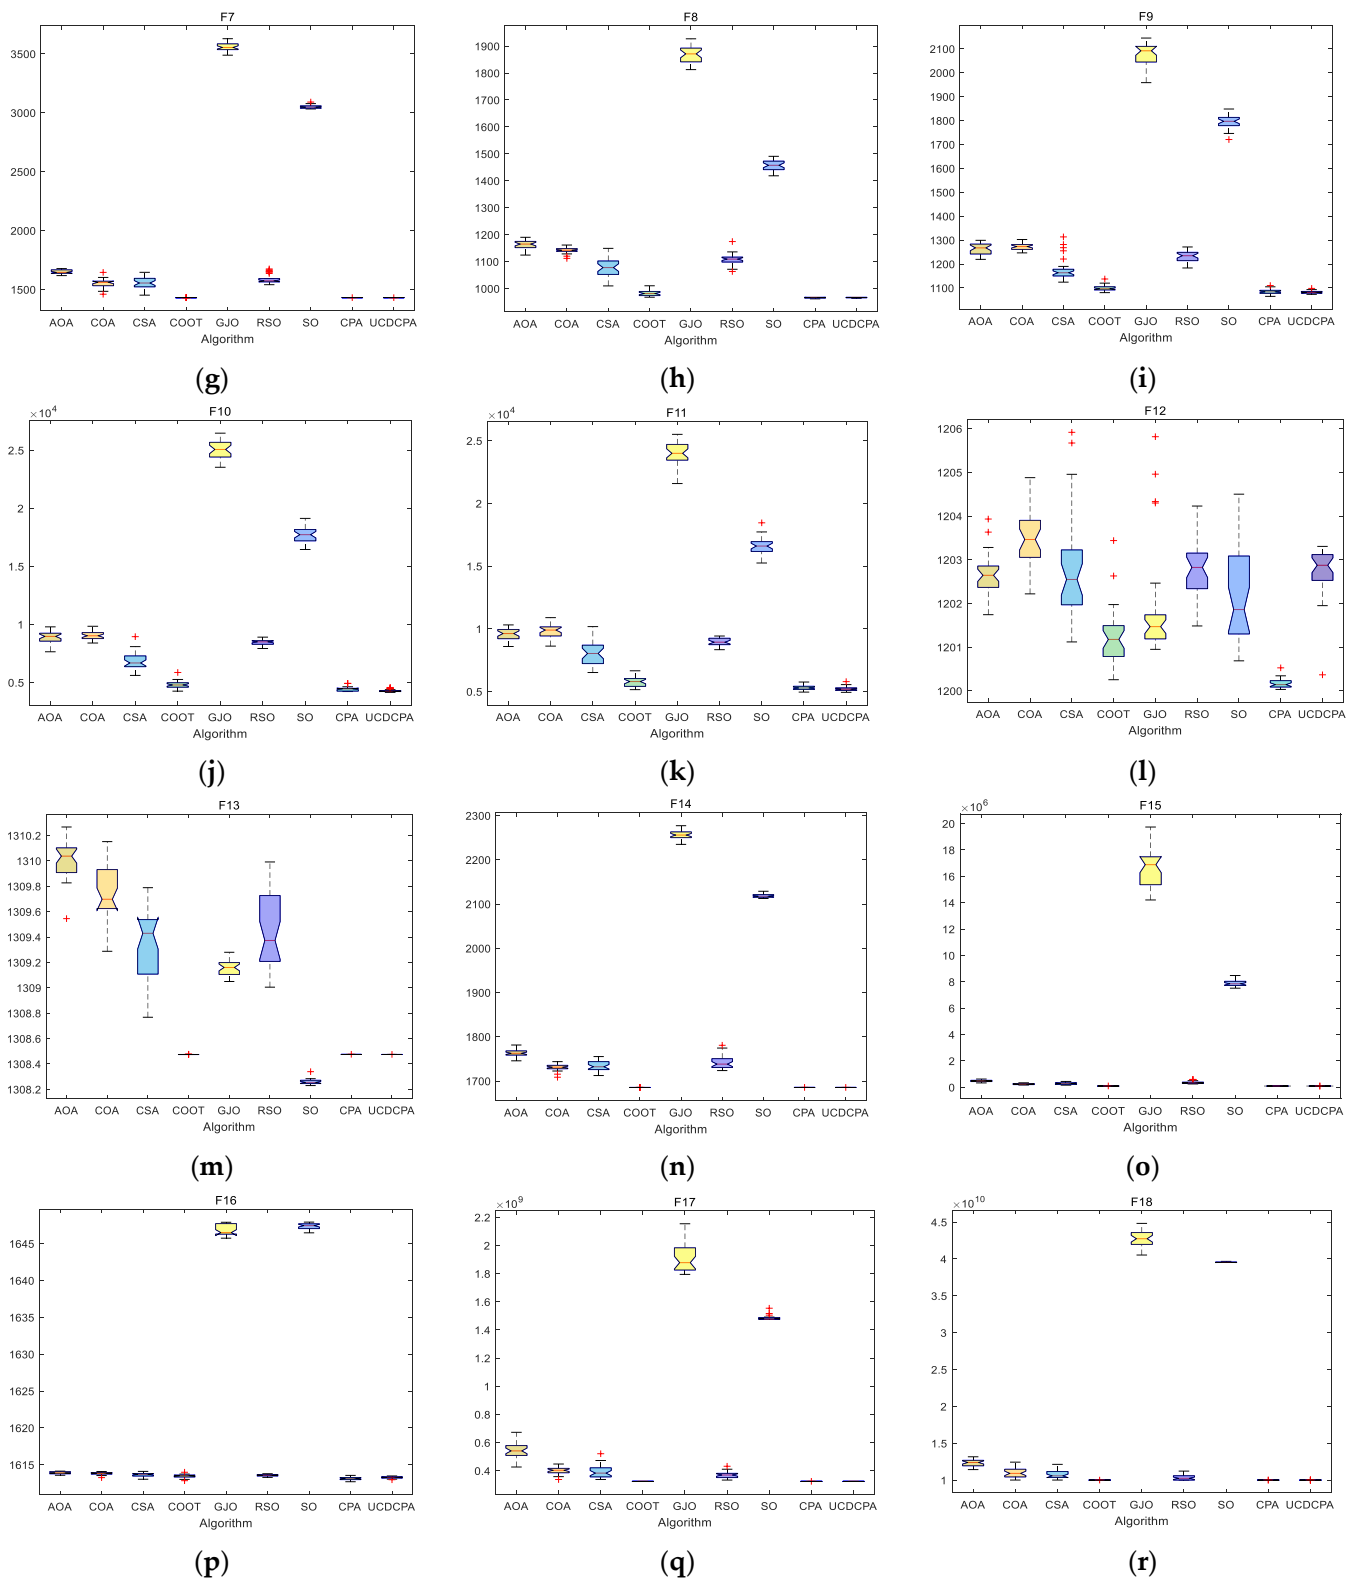 F7
3500
3000
2500
2000
1500
AOA COA CSA COOT GJO RSO SO CPA UCDCPA
Algorithm
(g)
F8
1900
1800
1700
1600
1500
1400
1300
1200
1100
1000
AOA COA CSA COOT GJO RSO SO CPA UCDCPA
Algorithm
(h)
F9
2100
2000
1900
1800
1700
1600
1500
1400
1300
1200
1100
AOA COA CSA COOT GJO RSO SO CPA UCDCPA
Algorithm
(i)
×10⁴
F10
2.5
2
1.5
1
0.5
AOA COA CSA COOT GJO RSO SO CPA UCDCPA
Algorithm
(j)
×10⁴
F11
2.5
2
1.5
1
0.5
AOA COA CSA COOT GJO RSO SO CPA UCDCPA
Algorithm
(k)
F12
1206
1205
1204
1203
1202
1201
1200
AOA COA CSA COOT GJO RSO SO CPA UCDCPA
Algorithm
(l)
F13
1310.2
1310
1309.8
1309.6
1309.4
1309.2
1309
1308.8
1308.6
1308.4
1308.2
AOA COA CSA COOT GJO RSO SO CPA UCDCPA
Algorithm
(m)
F14
2300
2200
2100
2000
1900
1800
1700
AOA COA CSA COOT GJO RSO SO CPA UCDCPA
Algorithm
(n)
×10⁶
F15
20
18
16
14
12
10
8
6
4
2
0
AOA COA CSA COOT GJO RSO SO CPA UCDCPA
Algorithm
(o)
F16
1645
1640
1635
1630
1625
1620
1615
AOA COA CSA COOT GJO RSO SO CPA UCDCPA
Algorithm
(p)
×10⁹
F17
2.2
2
1.8
1.6
1.4
1.2
1
0.8
0.6
0.4
AOA COA CSA COOT GJO RSO SO CPA UCDCPA
Algorithm
(q)
×10¹⁰
F18
4.5
4
3.5
3
2.5
2
1.5
1
AOA COA CSA COOT GJO RSO SO CPA UCDCPA
Algorithm
(r)